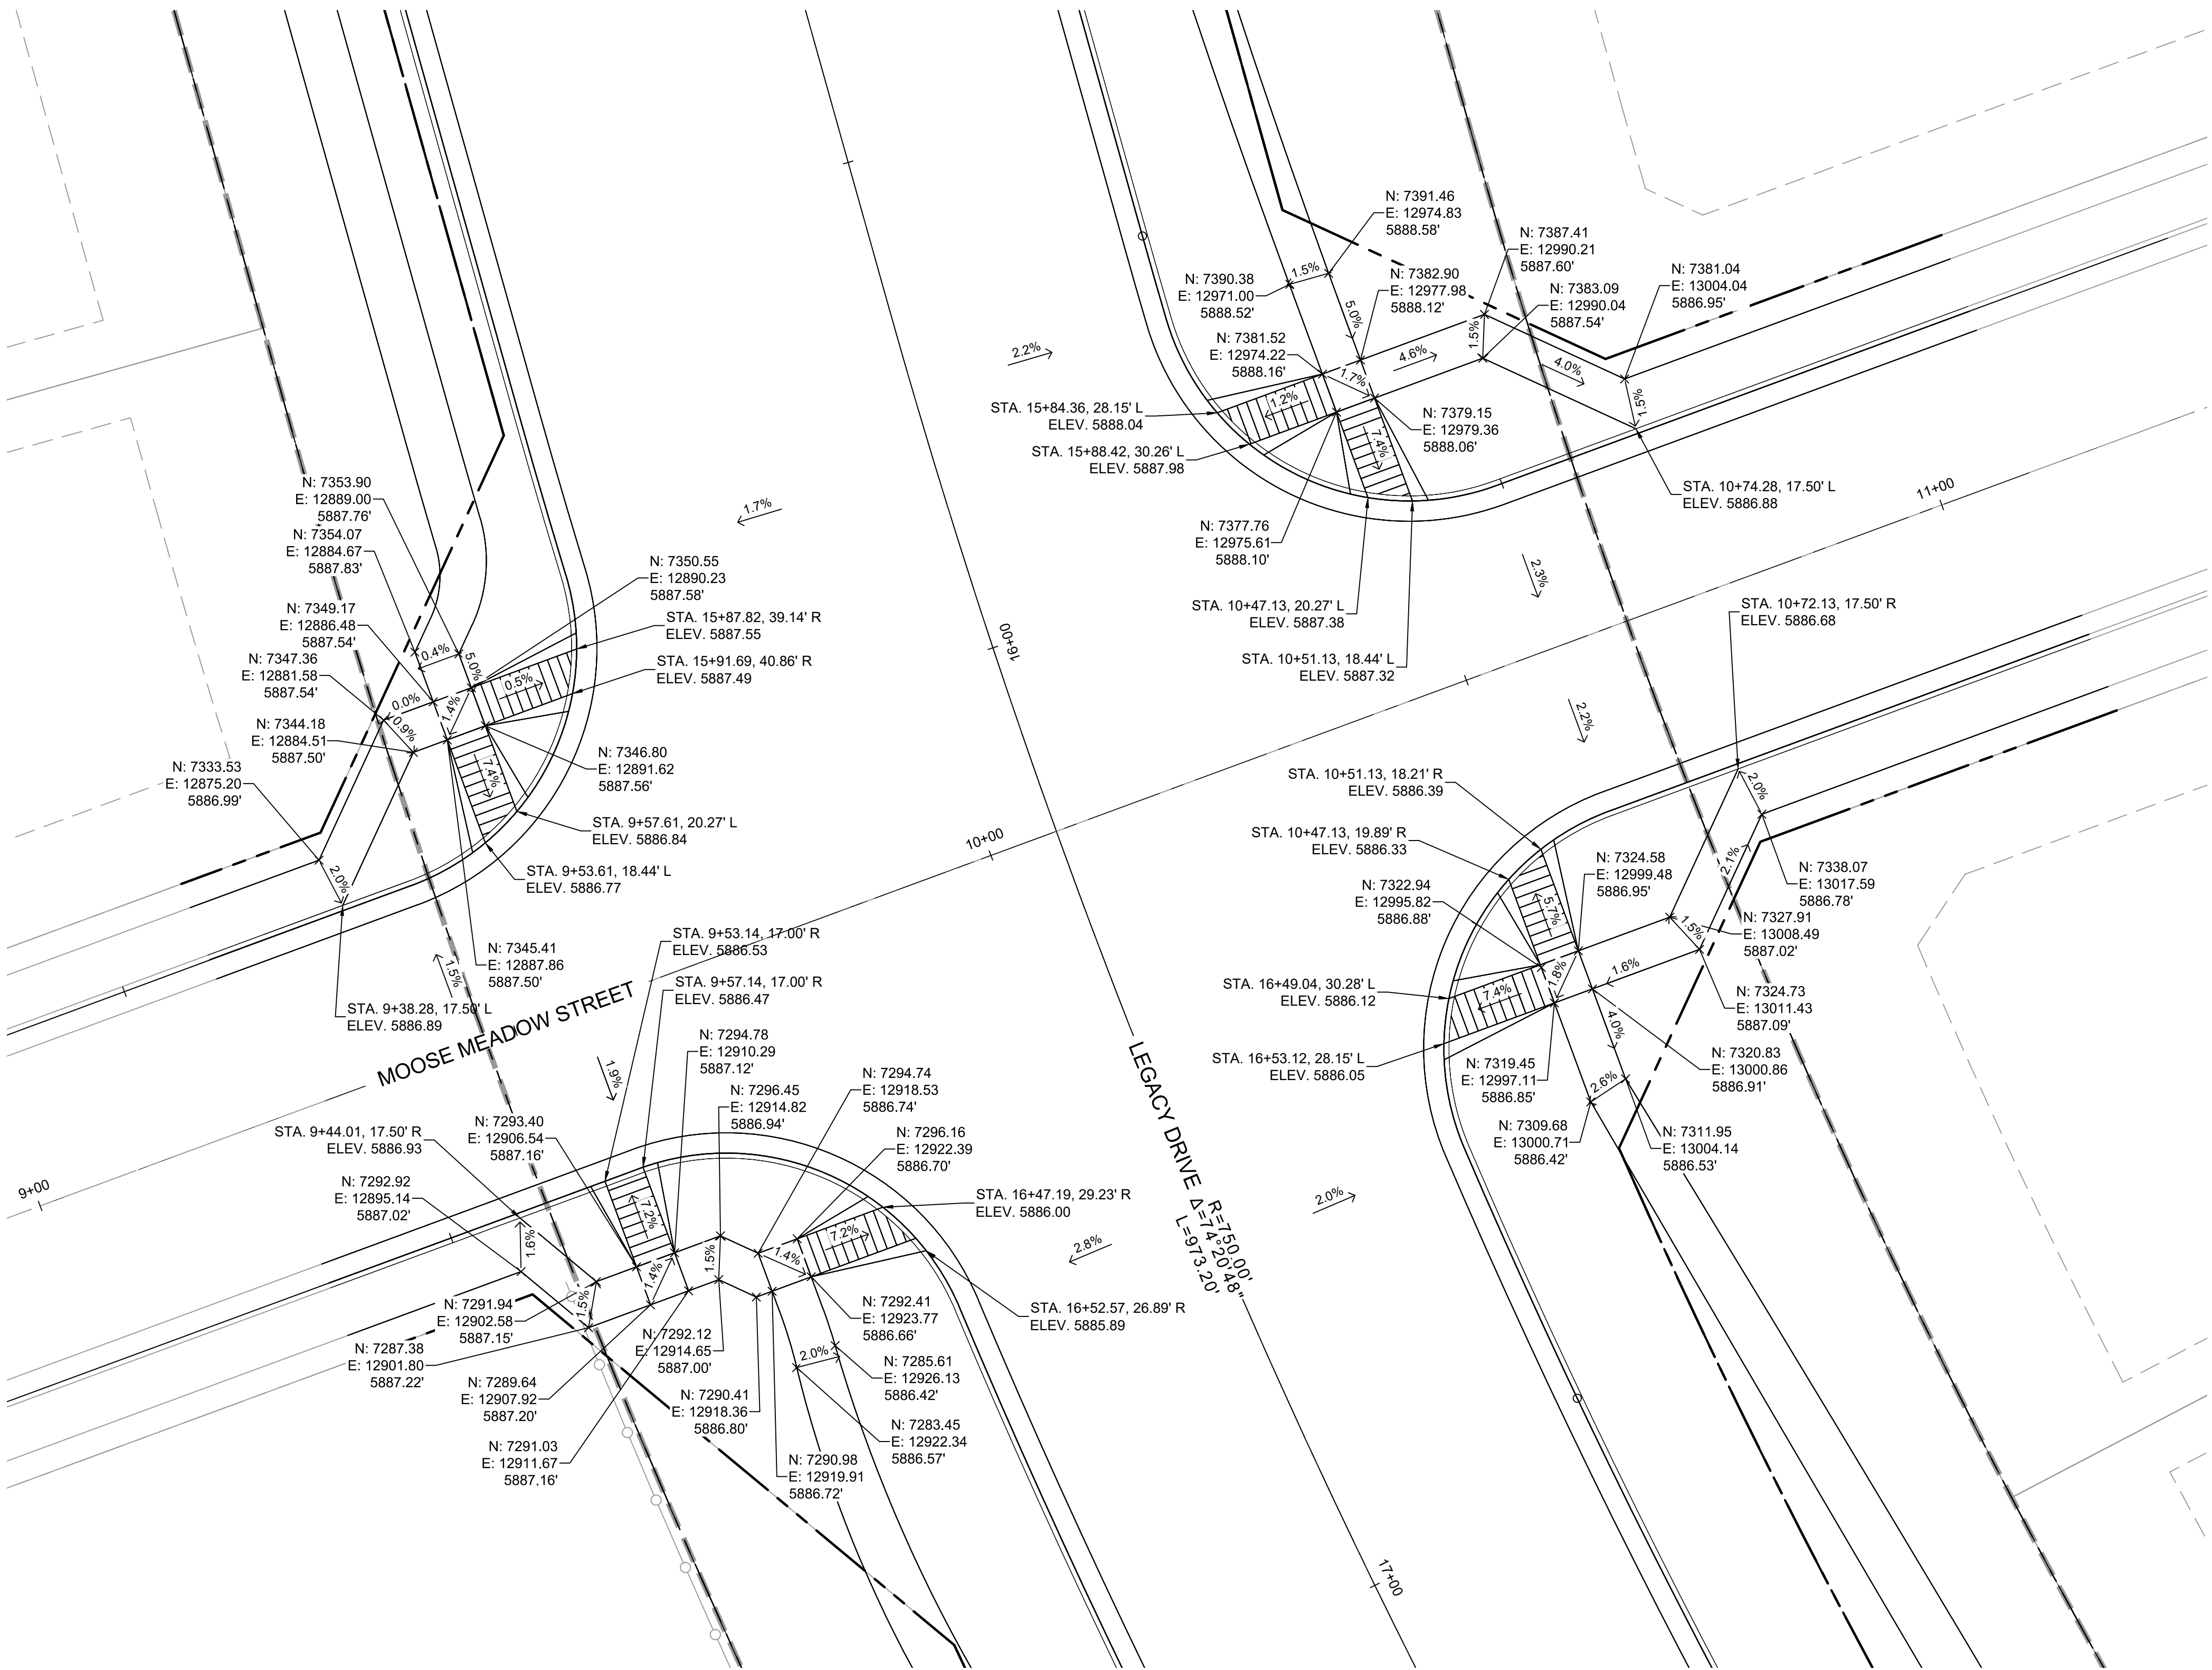 N: 7391.46
E: 12974.83
5888.58'
N: 7387.41
E: 12990.21
5887.60'
N: 7390.38
E: 12971.00
5888.52'
1.5%
N: 7382.90
E: 12977.98
5888.12'
N: 7381.04
E: 13004.04
5886.95'
N: 7383.09
E: 12990.04
5887.54'
5.0%
1.5%
N: 7381.52
E: 12974.22
5888.16'
2.2%
4.6%
4.0%
1.7%
1.5%
1.2%
STA. 15+84.36, 28.15' L
ELEV. 5888.04
7.4%
N: 7379.15
E: 12979.36
5888.06'
STA. 15+88.42, 30.26' L
ELEV. 5887.98
STA. 10+74.28, 17.50' L
ELEV. 5886.88
11+00
N: 7377.76
E: 12975.61
5888.10'
N: 7353.90
E: 12889.00
5887.76'
1.7%
N: 7354.07
E: 12884.67
5887.83'
N: 7350.55
E: 12890.23
5887.58'
2.3%
N: 7349.17
E: 12886.48
5887.54'
STA. 15+87.82, 39.14' R
ELEV. 5887.55
STA. 10+47.13, 20.27' L
ELEV. 5887.38
STA. 10+72.13, 17.50' R
ELEV. 5886.68
16+00
0.4%
5.0%
N: 7347.36
E: 12881.58
5887.54'
STA. 15+91.69, 40.86' R
ELEV. 5887.49
STA. 10+51.13, 18.44' L
ELEV. 5887.32
0.5%
0.0%
1.4%
0.9%
2.2%
N: 7344.18
E: 12884.51
5887.50'
N: 7346.80
E: 12891.62
5887.56'
7.4%
N: 7333.53
E: 12875.20
5886.99'
STA. 10+51.13, 18.21' R
ELEV. 5886.39
2.0%
STA. 9+57.61, 20.27' L
ELEV. 5886.84
10+00
STA. 10+47.13, 19.89' R
ELEV. 5886.33
N: 7324.58
E: 12999.48
5886.95'
2.1%
N: 7338.07
E: 13017.59
5886.78'
2.0%
STA. 9+53.61, 18.44' L
ELEV. 5886.77
N: 7322.94
E: 12995.82
5886.88'
5.7%
N: 7327.91
E: 13008.49
5887.02'
1.5%
STA. 9+53.14, 17.00' R
ELEV. 5886.53
N: 7345.41
E: 12887.86
5887.50'
1.5%
1.6%
1.8%
STA. 9+57.14, 17.00' R
ELEV. 5886.47
STA. 16+49.04, 30.28' L
ELEV. 5886.12
7.4%
N: 7324.73
E: 13011.43
5887.09'
STA. 9+38.28, 17.50' L
ELEV. 5886.89
MOOSE MEADOW STREET
4.0%
N: 7294.78
E: 12910.29
5887.12'
STA. 16+53.12, 28.15' L
ELEV. 5886.05
N: 7319.45
E: 12997.11
5886.85'
N: 7320.83
E: 13000.86
5886.91'
1.9%
N: 7294.74
E: 12918.53
5886.74'
N: 7296.45
E: 12914.82
5886.94'
2.6%
LEGACY DRIVE
N: 7293.40
E: 12906.54
5887.16'
STA. 9+44.01, 17.50' R
ELEV. 5886.93
N: 7296.16
E: 12922.39
5886.70'
N: 7309.68
E: 13000.71
5886.42'
N: 7311.95
E: 13004.14
5886.53'
9+00
N: 7292.92
E: 12895.14
5887.02'
7.2%
STA. 16+47.19, 29.23' R
ELEV. 5886.00
2.0%
R=750.00'
Δ=74°20'48"
L=973.20'
1.6%
7.2%
1.5%
1.4%
2.8%
1.4%
1.5%
N: 7291.94
E: 12902.58
5887.15'
N: 7292.41
E: 12923.77
5886.66'
STA. 16+52.57, 26.89' R
ELEV. 5885.89
N: 7292.12
E: 12914.65
5887.00'
2.0%
N: 7287.38
E: 12901.80
5887.22'
N: 7285.61
E: 12926.13
5886.42'
N: 7289.64
E: 12907.92
5887.20'
N: 7290.41
E: 12918.36
5886.80'
N: 7283.45
E: 12922.34
5886.57'
N: 7291.03
E: 12911.67
5887.16'
N: 7290.98
E: 12919.91
5886.72'
17+00